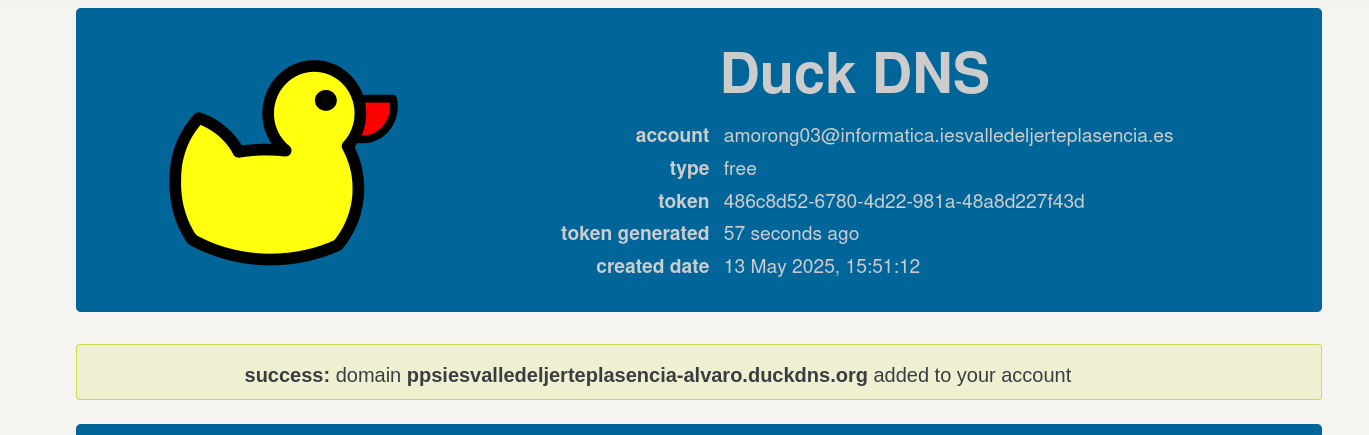 Duck DNS
account amorong03@informatica.iesvalledeljerteplasencia.es
type free
token 486c8d52-6780-4d22-981a-48a8d227f43d
token generated 57 seconds ago
created date 13 May 2025, 15:51:12
success: domain ppsiesvalledeljerteplasencia-alvaro.duckdns.org added to your account